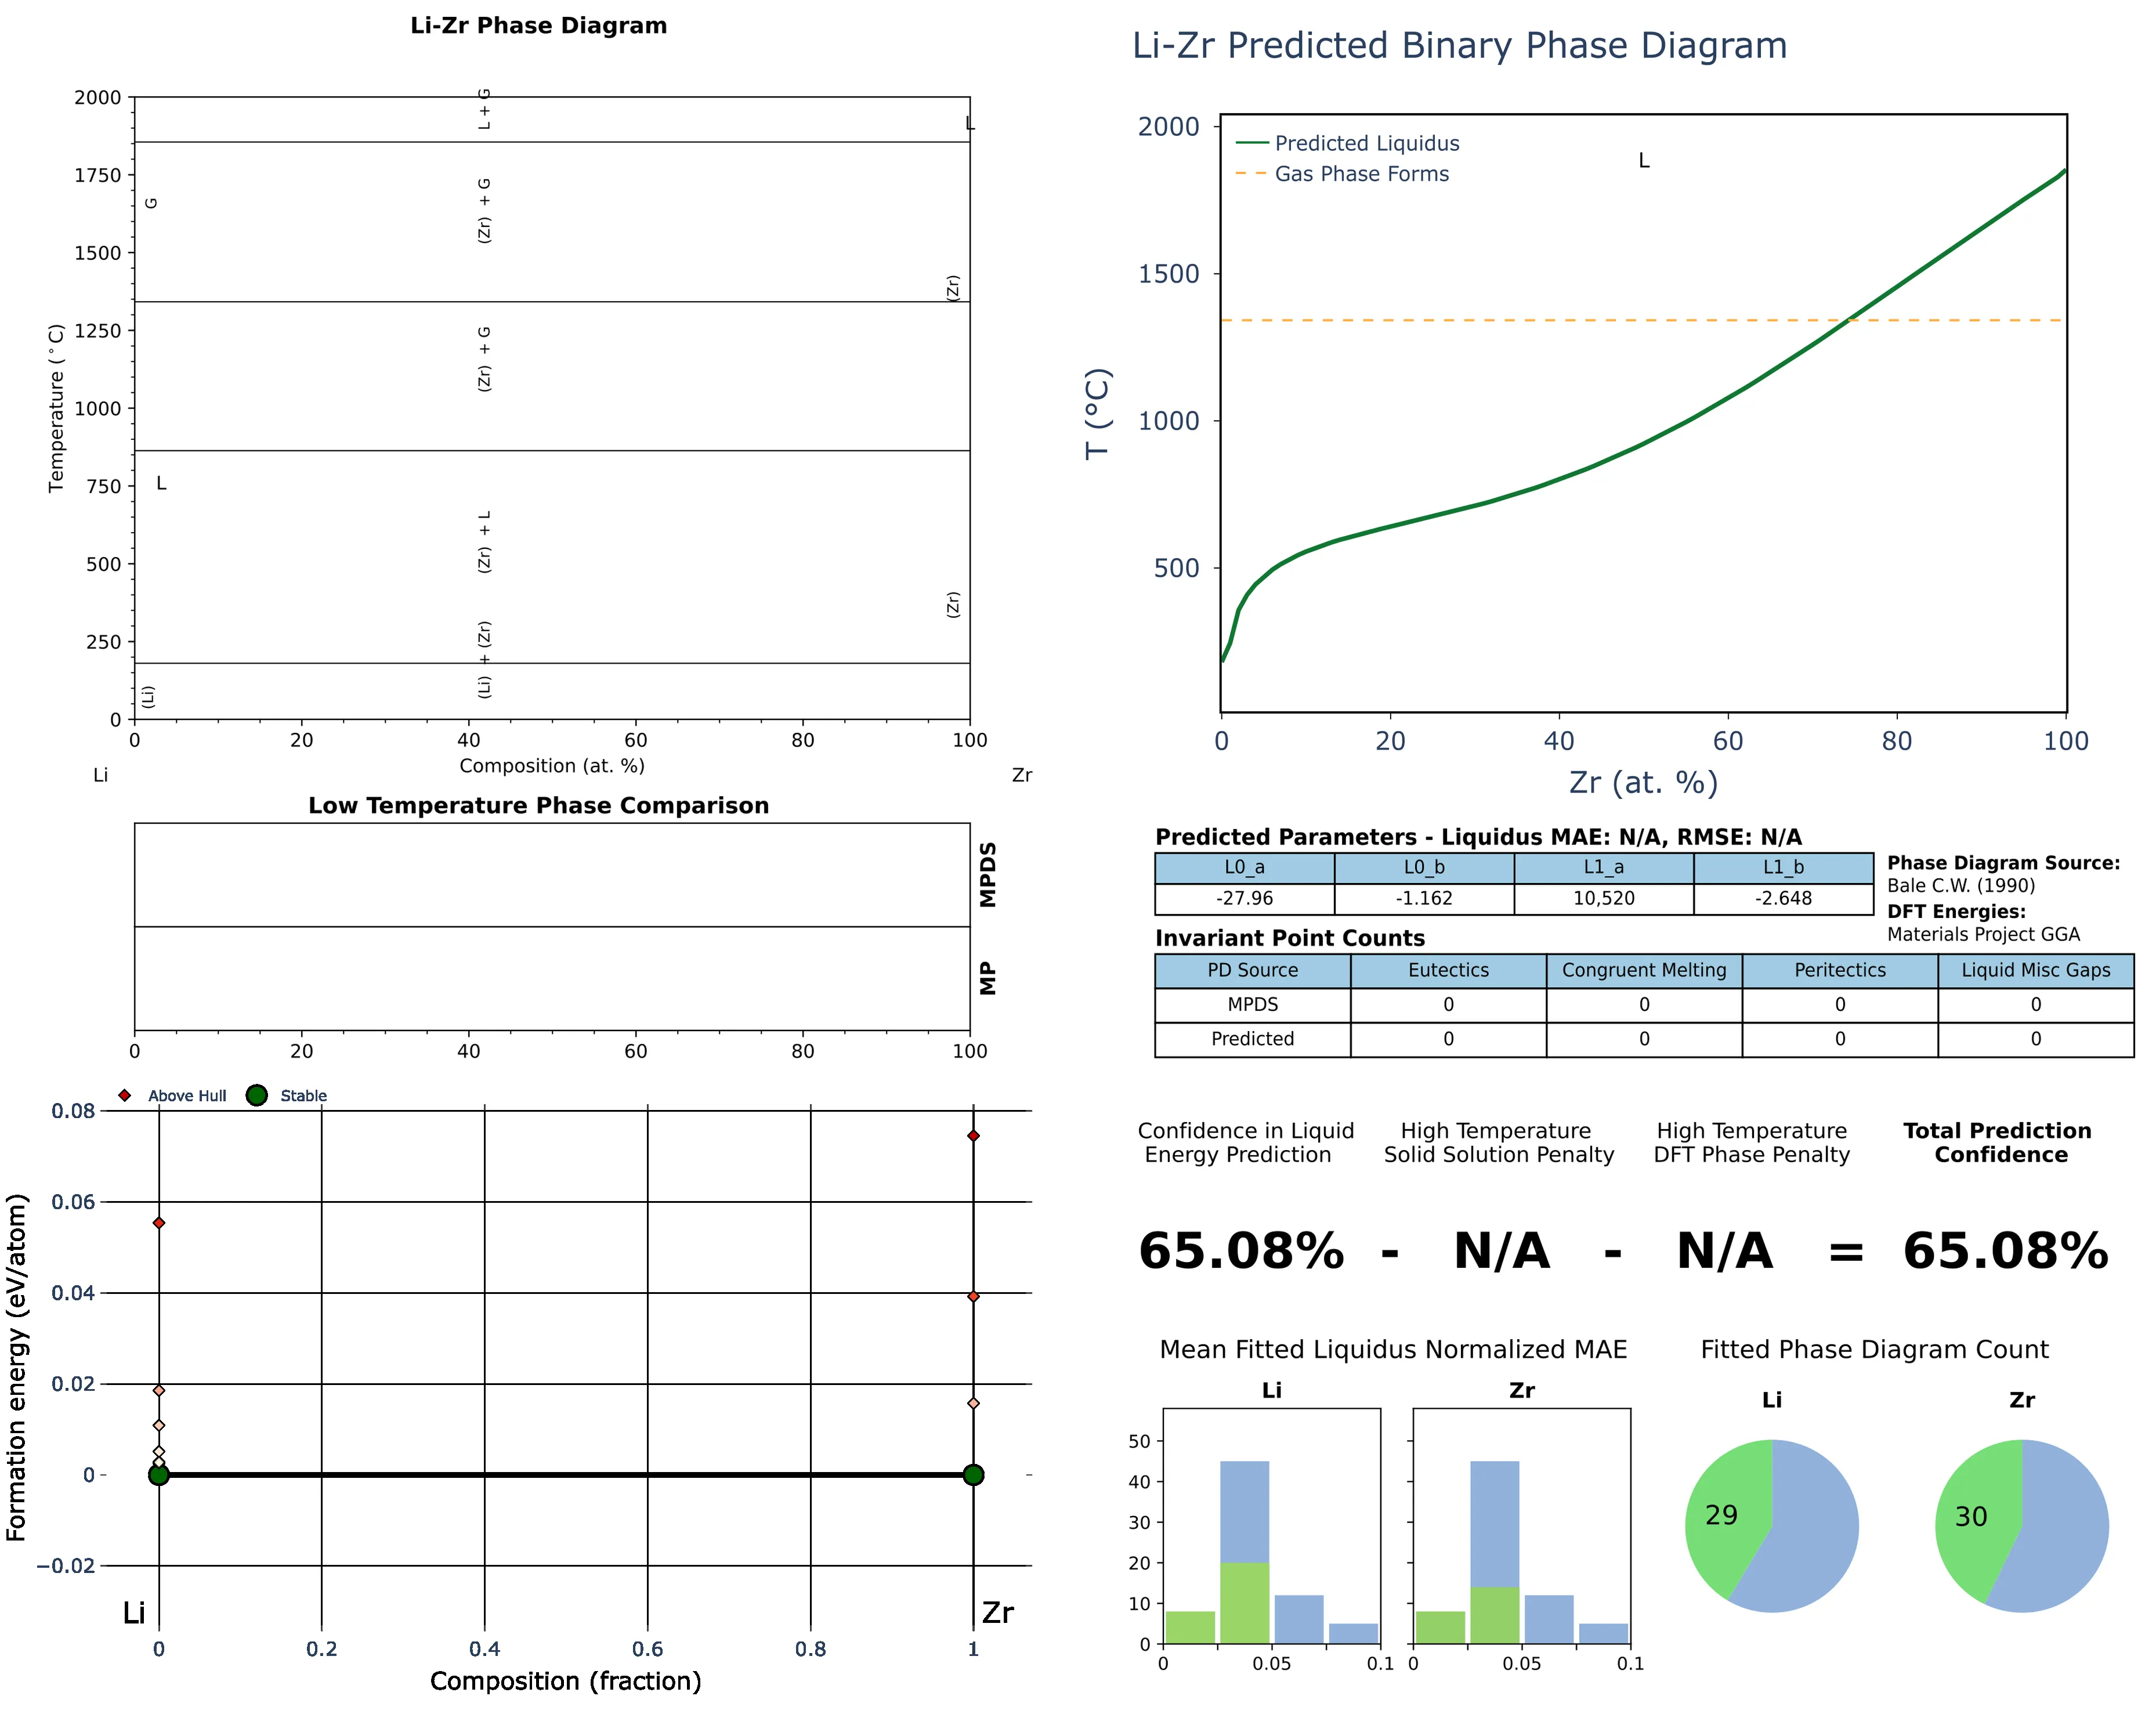 Li-Zr Phase Diagram
2000
1750
1500
1250
1000
750
500
250
0
Temperature (°C)
L + G
L
G
(Zr) + G
(Zr)
(Zr) + G
L
(Zr) + L
(Zr)
(Li) + (Zr)
(Li)
0 20 40 60 80 100
Composition (at. %)
Li Zr
Low Temperature Phase Comparison
MPDS
MP
0 20 40 60 80 100
Above Hull Stable
0.08
0.06
0.04
0.02
0
−0.02
Formation energy (eV/atom)
Li Zr
0 0.2 0.4 0.6 0.8 1
Composition (fraction)
Li-Zr Predicted Binary Phase Diagram
2000
1500
1000
500
T (°C)
Predicted Liquidus
Gas Phase Forms
L
0 20 40 60 80 100
Zr (at. %)
Predicted Parameters - Liquidus MAE: N/A, RMSE: N/A
L0_a L0_b L1_a L1_b
-27.96 -1.162 10,520 -2.648
Phase Diagram Source:
Bale C.W. (1990)
DFT Energies:
Materials Project GGA
Invariant Point Counts
PD Source Eutectics Congruent Melting Peritectics Liquid Misc Gaps
MPDS 0 0 0 0
Predicted 0 0 0 0
Confidence in Liquid
Energy Prediction
High Temperature
Solid Solution Penalty
High Temperature
DFT Phase Penalty
Total Prediction
Confidence
65.08% - N/A - N/A = 65.08%
Mean Fitted Liquidus Normalized MAE
Li Zr
50
40
30
20
10
0
0 0.05 0.1 0 0.05 0.1
Fitted Phase Diagram Count
Li Zr
29 30